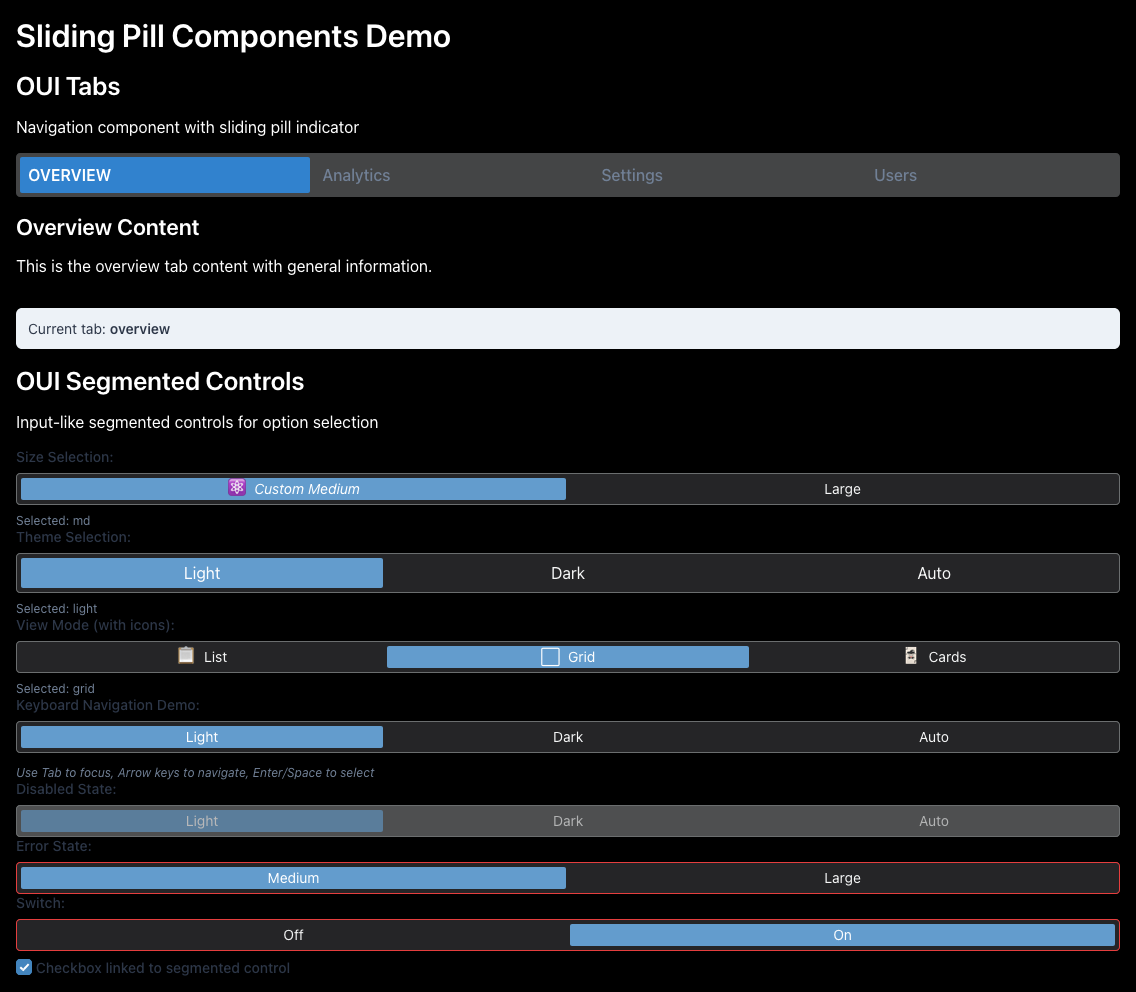 Sliding Pill Components Demo
OUI Tabs
Navigation component with sliding pill indicator
OVERVIEW Analytics Settings Users
Overview Content
This is the overview tab content with general information.
Current tab: overview
OUI Segmented Controls
Input-like segmented controls for option selection
Size Selection:
Custom Medium Large
Selected: md
Theme Selection:
Light Dark Auto
Selected: light
View Mode (with icons):
List Grid Cards
Selected: grid
Keyboard Navigation Demo:
Light Dark Auto
Use Tab to focus, Arrow keys to navigate, Enter/Space to select
Disabled State:
Light Dark Auto
Error State:
Medium Large
Switch:
Off On
Checkbox linked to segmented control